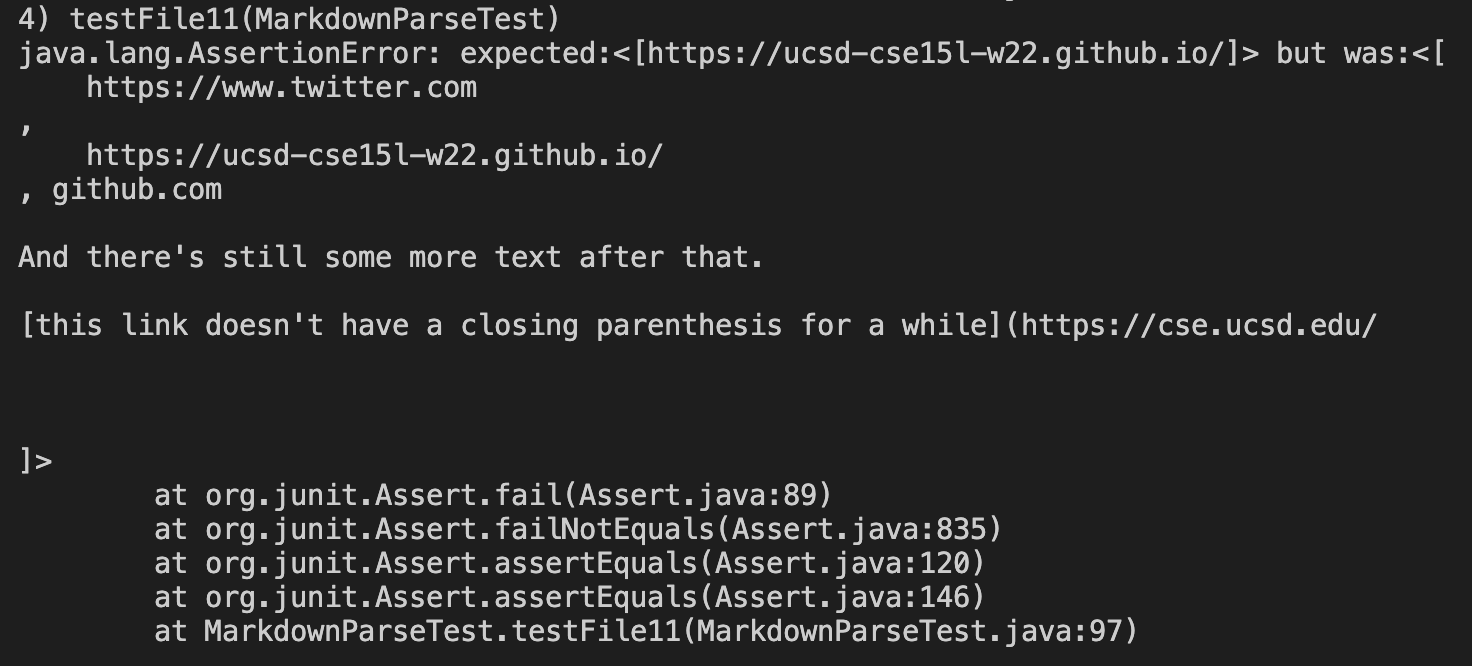 4) testFile11(MarkdownParseTest)
java.lang.AssertionError: expected:<[https://ucsd-cse15l-w22.github.io/]> but was:<[
    https://www.twitter.com
,
    https://ucsd-cse15l-w22.github.io/
, github.com
And there's still some more text after that.
[this link doesn't have a closing parenthesis for a while](https://cse.ucsd.edu/
]>
        at org.junit.Assert.fail(Assert.java:89)
        at org.junit.Assert.failNotEquals(Assert.java:835)
        at org.junit.Assert.assertEquals(Assert.java:120)
        at org.junit.Assert.assertEquals(Assert.java:146)
        at MarkdownParseTest.testFile11(MarkdownParseTest.java:97)